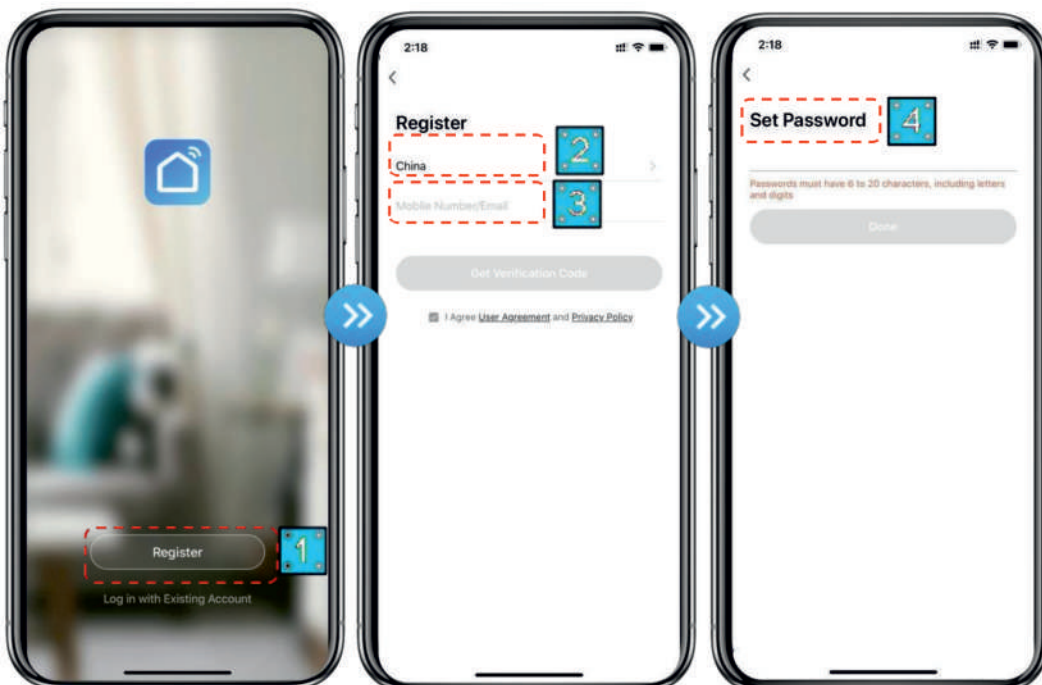 Register
1
Log in with Existing Account
2:18
Register
China
2
Mobile Number/Email
3
Get Verification Code
I Agree User Agreement and Privacy Policy
2:18
Set Password
4
Passwords must have 6 to 20 characters, including letters
and digits
Done